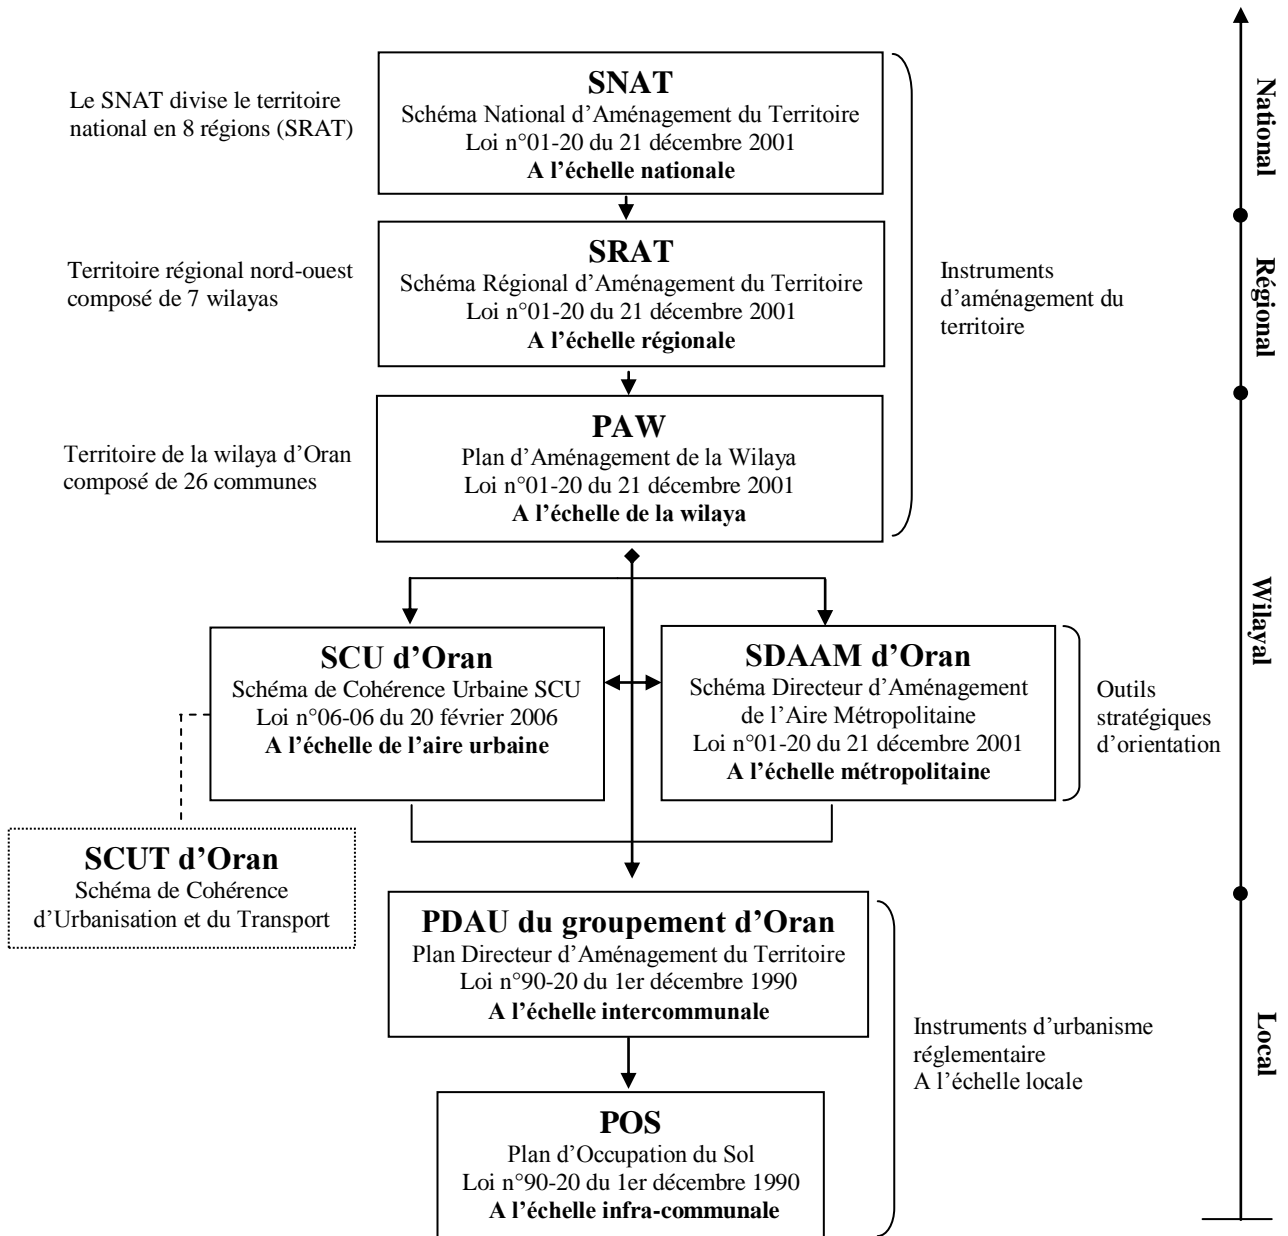 SNAT
Schéma National d’Aménagement du Territoire
Loi n°01-20 du 21 décembre 2001
A l’échelle nationale
Le SNAT divise le territoire
national en 8 régions (SRAT)
National
SRAT
Schéma Régional d’Aménagement du Territoire
Loi n°01-20 du 21 décembre 2001
A l’échelle régionale
Territoire régional nord-ouest
composé de 7 wilayas
Instruments
d’aménagement du
territoire
Régional
PAW
Plan d’Aménagement de la Wilaya
Loi n°01-20 du 21 décembre 2001
A l’échelle de la wilaya
Territoire de la wilaya d’Oran
composé de 26 communes
Wilayal
SCU d’Oran
Schéma de Cohérence Urbaine SCU
Loi n°06-06 du 20 février 2006
A l’échelle de l’aire urbaine
SDAAM d’Oran
Schéma Directeur d’Aménagement
de l’Aire Métropolitaine
Loi n°01-20 du 21 décembre 2001
A l’échelle métropolitaine
Outils
stratégiques
d’orientation
SCUT d’Oran
Schéma de Cohérence
d’Urbanisation et du Transport
PDAU du groupement d’Oran
Plan Directeur d’Aménagement du Territoire
Loi n°90-20 du 1er décembre 1990
A l’échelle intercommunale
Instruments d’urbanisme
réglementaire
A l’échelle locale
Local
POS
Plan d’Occupation du Sol
Loi n°90-20 du 1er décembre 1990
A l’échelle infra-communale